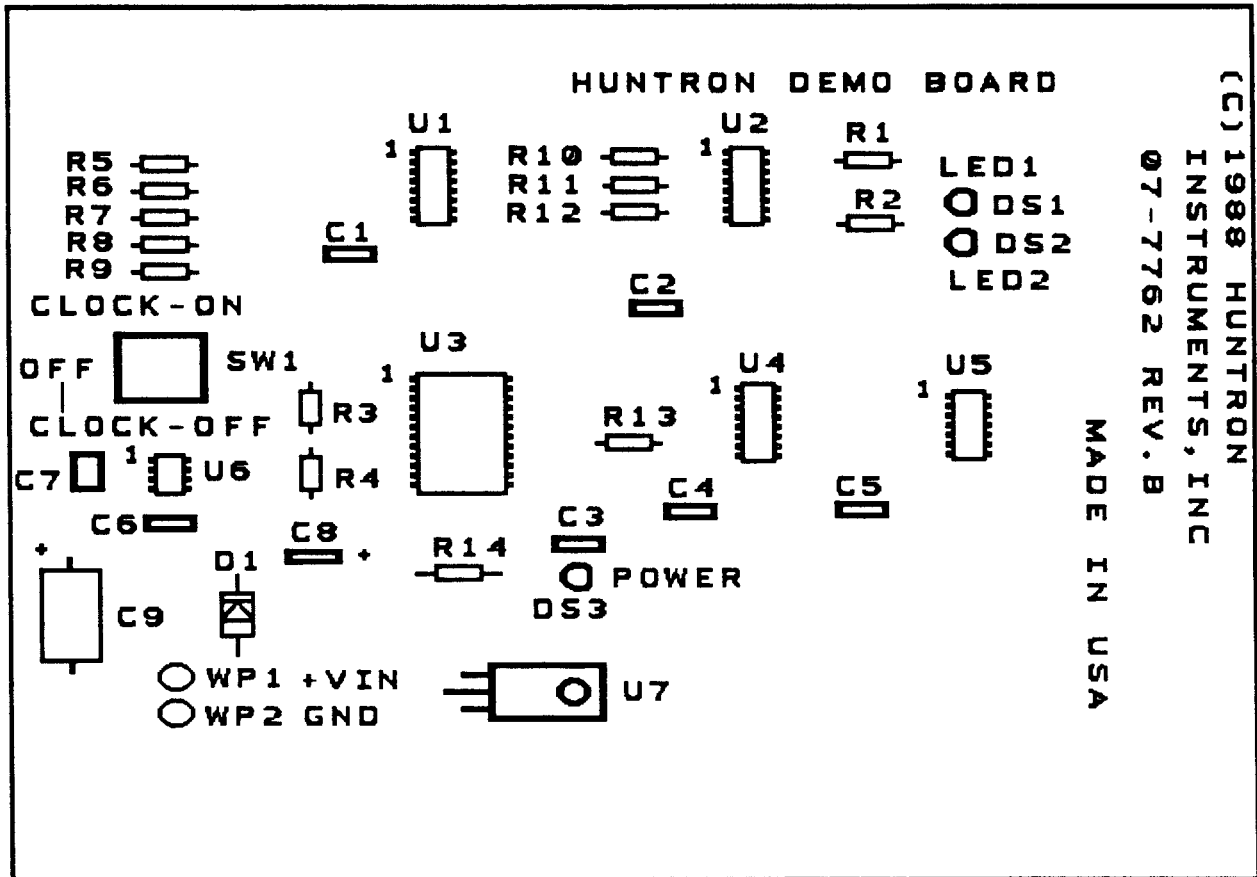 HUNTRON DEMO BOARD
(C) 1988 HUNTRON
INSTRUMENTS, INC
07-7762 REV. B
MADE IN USA
U1
1
U2
1
R1
R2
LED1
DS1
DS2
LED2
R5
R6
R7
R8
R9
R10
R11
R12
C1
C2
CLOCK-ON
SW1
OFF
CLOCK-OFF
U3
1
U4
1
U5
1
R3
R4
R13
C7
1
U6
C6
C8
+
C4
C5
C3
R14
POWER
DS3
+
C9
D1
WP1 +VIN
WP2 GND
U7